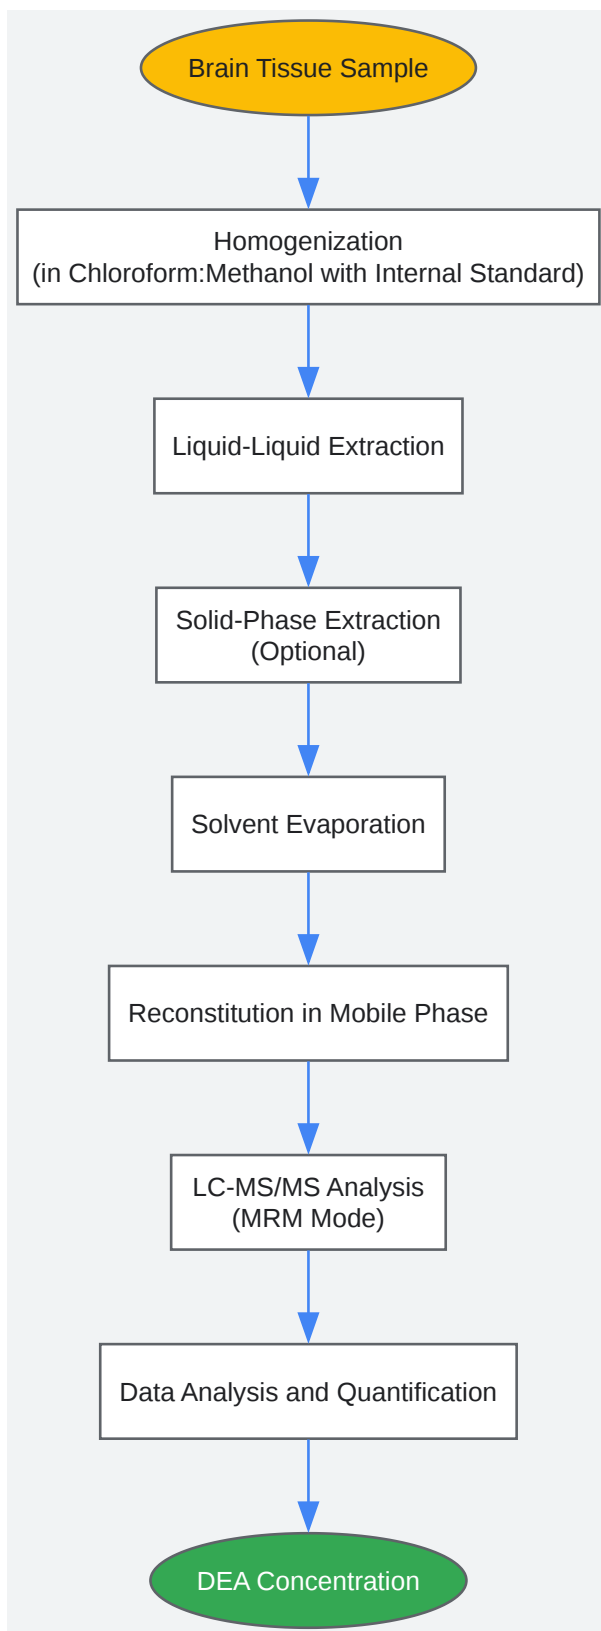 Brain Tissue Sample
Homogenization
(in Chloroform:Methanol with Internal Standard)
Liquid-Liquid Extraction
Solid-Phase Extraction
(Optional)
Solvent Evaporation
Reconstitution in Mobile Phase
LC-MS/MS Analysis
(MRM Mode)
Data Analysis and Quantification
DEA Concentration